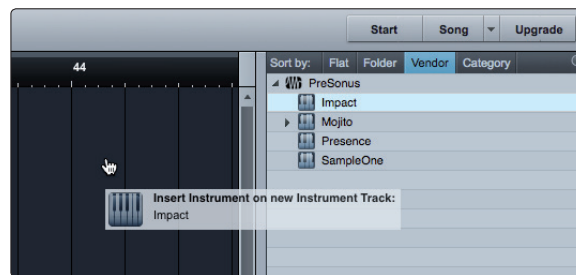 Start Song Upgrade
44
Sort by: Flat Folder Vendor Category
PreSonus
Impact
Mojito
Presence
SampleOne
Insert Instrument on new Instrument Track:
Impact